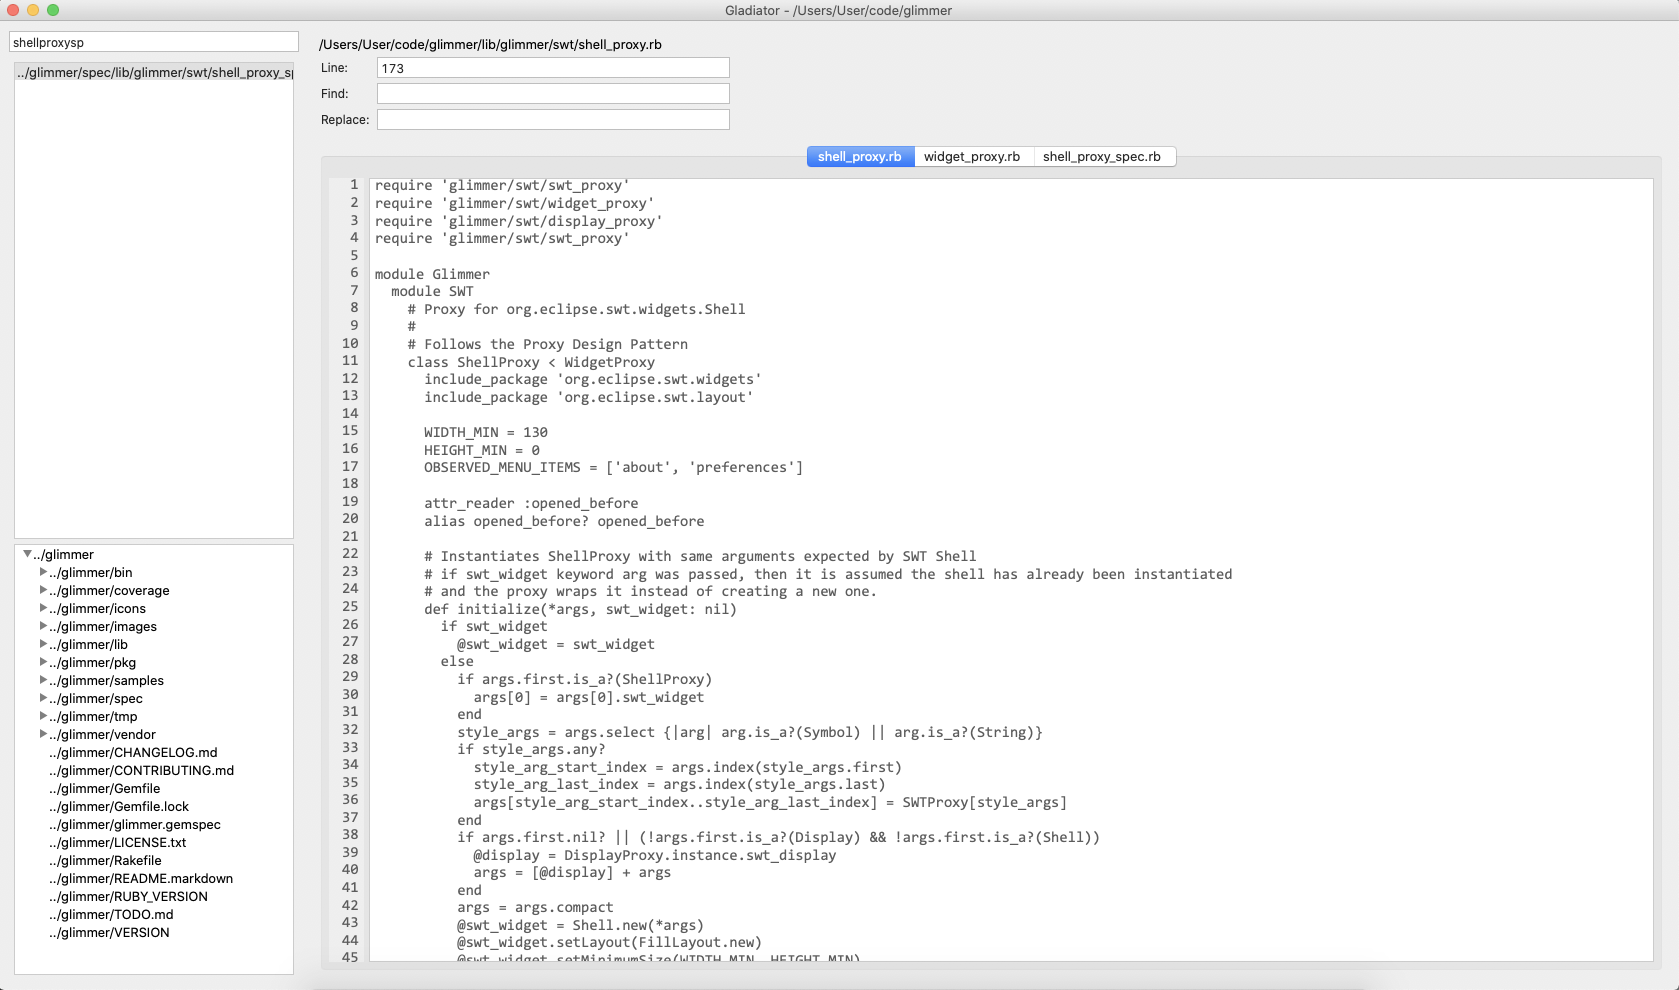 Gladiator - /Users/User/code/glimmer
shellproxysp
../glimmer/spec/lib/glimmer/swt/shell_proxy_sp
/Users/User/code/glimmer/lib/glimmer/swt/shell_proxy.rb
Line: 173
Find:
Replace:
shell_proxy.rb widget_proxy.rb shell_proxy_spec.rb
1 require 'glimmer/swt/swt_proxy'
2 require 'glimmer/swt/widget_proxy'
3 require 'glimmer/swt/display_proxy'
4 require 'glimmer/swt/swt_proxy'
5
6 module Glimmer
7   module SWT
8     # Proxy for org.eclipse.swt.widgets.Shell
9     #
10     # Follows the Proxy Design Pattern
11     class ShellProxy < WidgetProxy
12       include_package 'org.eclipse.swt.widgets'
13       include_package 'org.eclipse.swt.layout'
14
15       WIDTH_MIN = 130
16       HEIGHT_MIN = 0
17       OBSERVED_MENU_ITEMS = ['about', 'preferences']
18
19       attr_reader :opened_before
20       alias opened_before? opened_before
21
22       # Instantiates ShellProxy with same arguments expected by SWT Shell
23       # if swt_widget keyword arg was passed, then it is assumed the shell has already been instantiated
24       # and the proxy wraps it instead of creating a new one.
25       def initialize(*args, swt_widget: nil)
26         if swt_widget
27           @swt_widget = swt_widget
28         else
29           if args.first.is_a?(ShellProxy)
30             args[0] = args[0].swt_widget
31           end
32           style_args = args.select {|arg| arg.is_a?(Symbol) || arg.is_a?(String)}
33           if style_args.any?
34             style_arg_start_index = args.index(style_args.first)
35             style_arg_last_index = args.index(style_args.last)
36             args[style_arg_start_index..style_arg_last_index] = SWTProxy[style_args]
37           end
38           if args.first.nil? || (!args.first.is_a?(Display) && !args.first.is_a?(Shell))
39             @display = DisplayProxy.instance.swt_display
40             args = [@display] + args
41           end
42           args = args.compact
43           @swt_widget = Shell.new(*args)
44           @swt_widget.setLayout(FillLayout.new)
45           @swt_widget.setMinimumSize(WIDTH_MIN, HEIGHT_MIN)
../glimmer
../glimmer/bin
../glimmer/coverage
../glimmer/icons
../glimmer/images
../glimmer/lib
../glimmer/pkg
../glimmer/samples
../glimmer/spec
../glimmer/tmp
../glimmer/vendor
../glimmer/CHANGELOG.md
../glimmer/CONTRIBUTING.md
../glimmer/Gemfile
../glimmer/Gemfile.lock
../glimmer/glimmer.gemspec
../glimmer/LICENSE.txt
../glimmer/Rakefile
../glimmer/README.markdown
../glimmer/RUBY_VERSION
../glimmer/TODO.md
../glimmer/VERSION